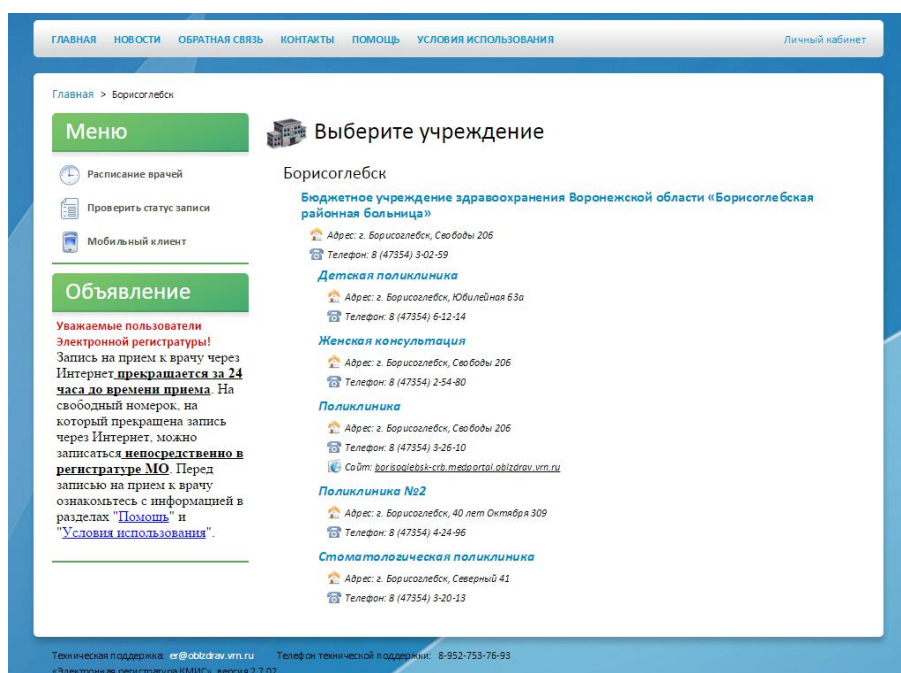 ГЛАВНАЯ НОВОСТИ ОБРАТНАЯ СВЯЗЬ КОНТАКТЫ ПОМОЩЬ УСЛОВИЯ ИСПОЛЬЗОВАНИЯ Личный кабинет
Главная > Борисоглебск
Меню
Расписание врачей
Проверить статус записи
Мобильный клиент
Объявление
Уважаемые пользователи
Электронной регистратуры!
Запись на прием к врачу через
Интернет прекращается за 24
часа до времени приема. На
свободный номерок, на
который прекращена запись
через Интернет, можно
записаться непосредственно в
регистратуре МО. Перед
записью на прием к врачу
ознакомьтесь с информацией в
разделах "Помощь" и
"Условия использования".
Выберите учреждение
Борисоглебск
Бюджетное учреждение здравоохранения Воронежской области «Борисоглебская
районная больница»
Адрес: г. Борисоглебск, Свободы 206
Телефон: 8 (47354) 3-02-59
Детская поликлиника
Адрес: г. Борисоглебск, Юбилейная 63а
Телефон: 8 (47354) 6-12-14
Женская консультация
Адрес: г. Борисоглебск, Свободы 206
Телефон: 8 (47354) 2-54-80
Поликлиника
Адрес: г. Борисоглебск, Свободы 206
Телефон: 8 (47354) 3-26-10
Сайт: borisoglebsk-crb.medportal.oblzdrav.vrn.ru
Поликлиника №2
Адрес: г. Борисоглебск, 40 лет Октября 309
Телефон: 8 (47354) 4-24-96
Стоматологическая поликлиника
Адрес: г. Борисоглебск, Северный 41
Телефон: 8 (47354) 3-20-13
Техническая поддержка: er@oblzdrav.vrn.ru Телефон технической поддержки: 8-952-753-76-93
«Электронная регистратура КМИС», версия 2.7.02